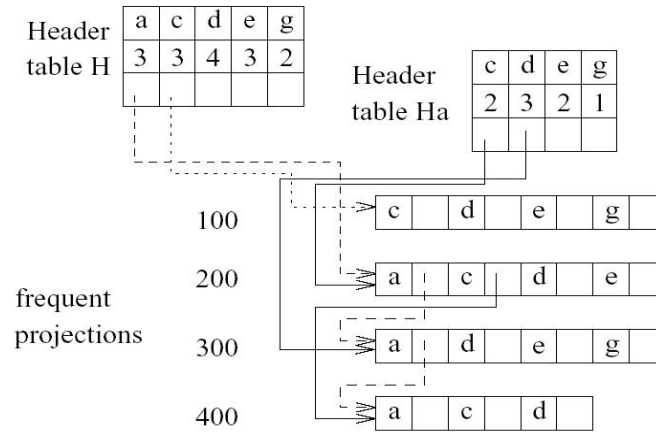 Header
table H
a c d e g
3 3 4 3 2
Header
table Ha
c d e g
2 3 2 1
100
c d e g
200
a c d e
frequent
projections
300
a d e g
400
a c d